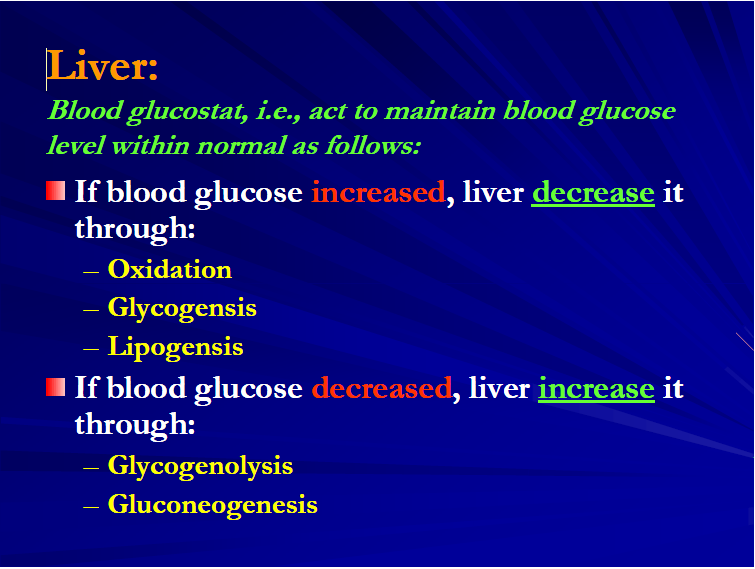 Liver:
Blood glucostat, i.e., act to maintain blood glucose
level within normal as follows:
If blood glucose increased, liver decrease it
through:
– Oxidation
– Glycogensis
– Lipogensis
If blood glucose decreased, liver increase it
through:
– Glycogenolysis
– Gluconeogenesis